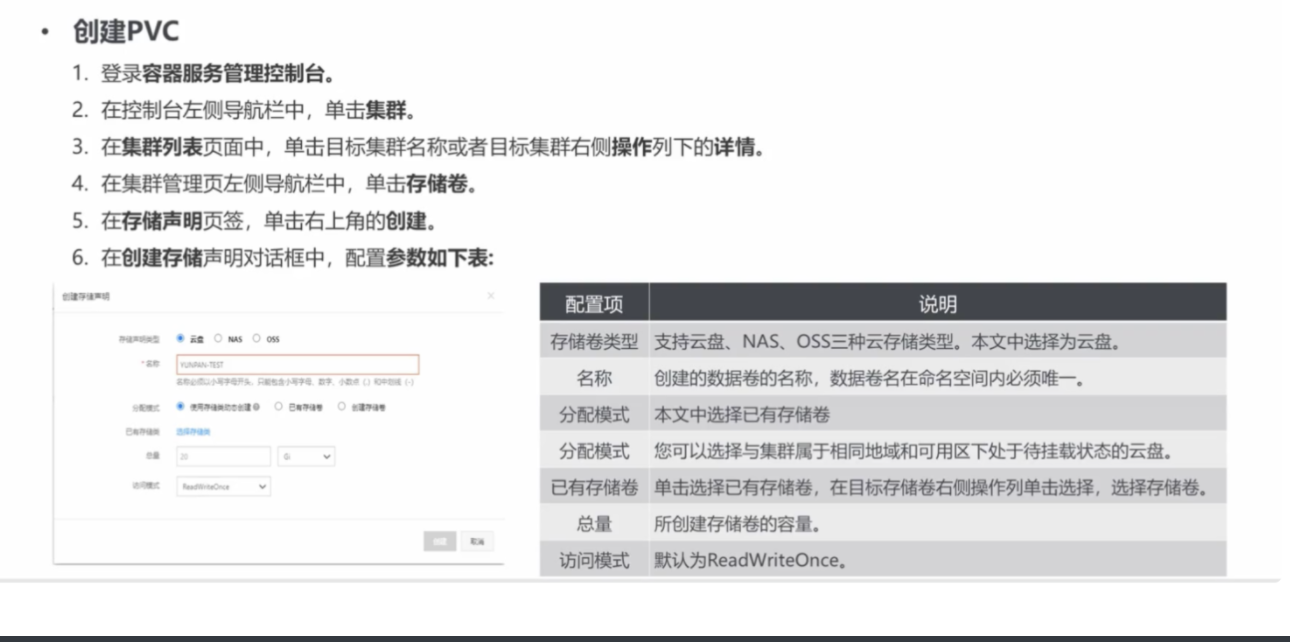 • 创建PVC
1. 登录容器服务管理控制台。
2. 在控制台左侧导航栏中，单击集群。
3. 在集群列表页面中，单击目标集群名称或者目标集群右侧操作列下的详情。
4. 在集群管理页左侧导航栏中，单击存储卷。
5. 在存储声明页签，单击右上角的创建。
6. 在创建存储声明对话框中，配置参数如下表:
创建存储声明
存储声明类型 云盘 NAS OSS
* 名称 YUNPAN-TEST
名称必须以小写字母开头，只能包含小写字母、数字、小数点（.）和中划线（-）
分配模式 使用存储类动态创建 已有存储卷 创建存储卷
已有存储类 选择存储类
总量 20 Gi
访问模式 ReadWriteOnce
创建 取消
配置项 说明
存储卷类型 支持云盘、NAS、OSS三种云存储类型。本文中选择为云盘。
名称 创建的数据卷的名称，数据卷名在命名空间内必须唯一。
分配模式 本文中选择已有存储卷
分配模式 您可以选择与集群属于相同地域和可用区下处于待挂载状态的云盘。
已有存储卷 单击选择已有存储卷，在目标存储卷右侧操作列单击选择，选择存储卷。
总量 所创建存储卷的容量。
访问模式 默认为ReadWriteOnce。